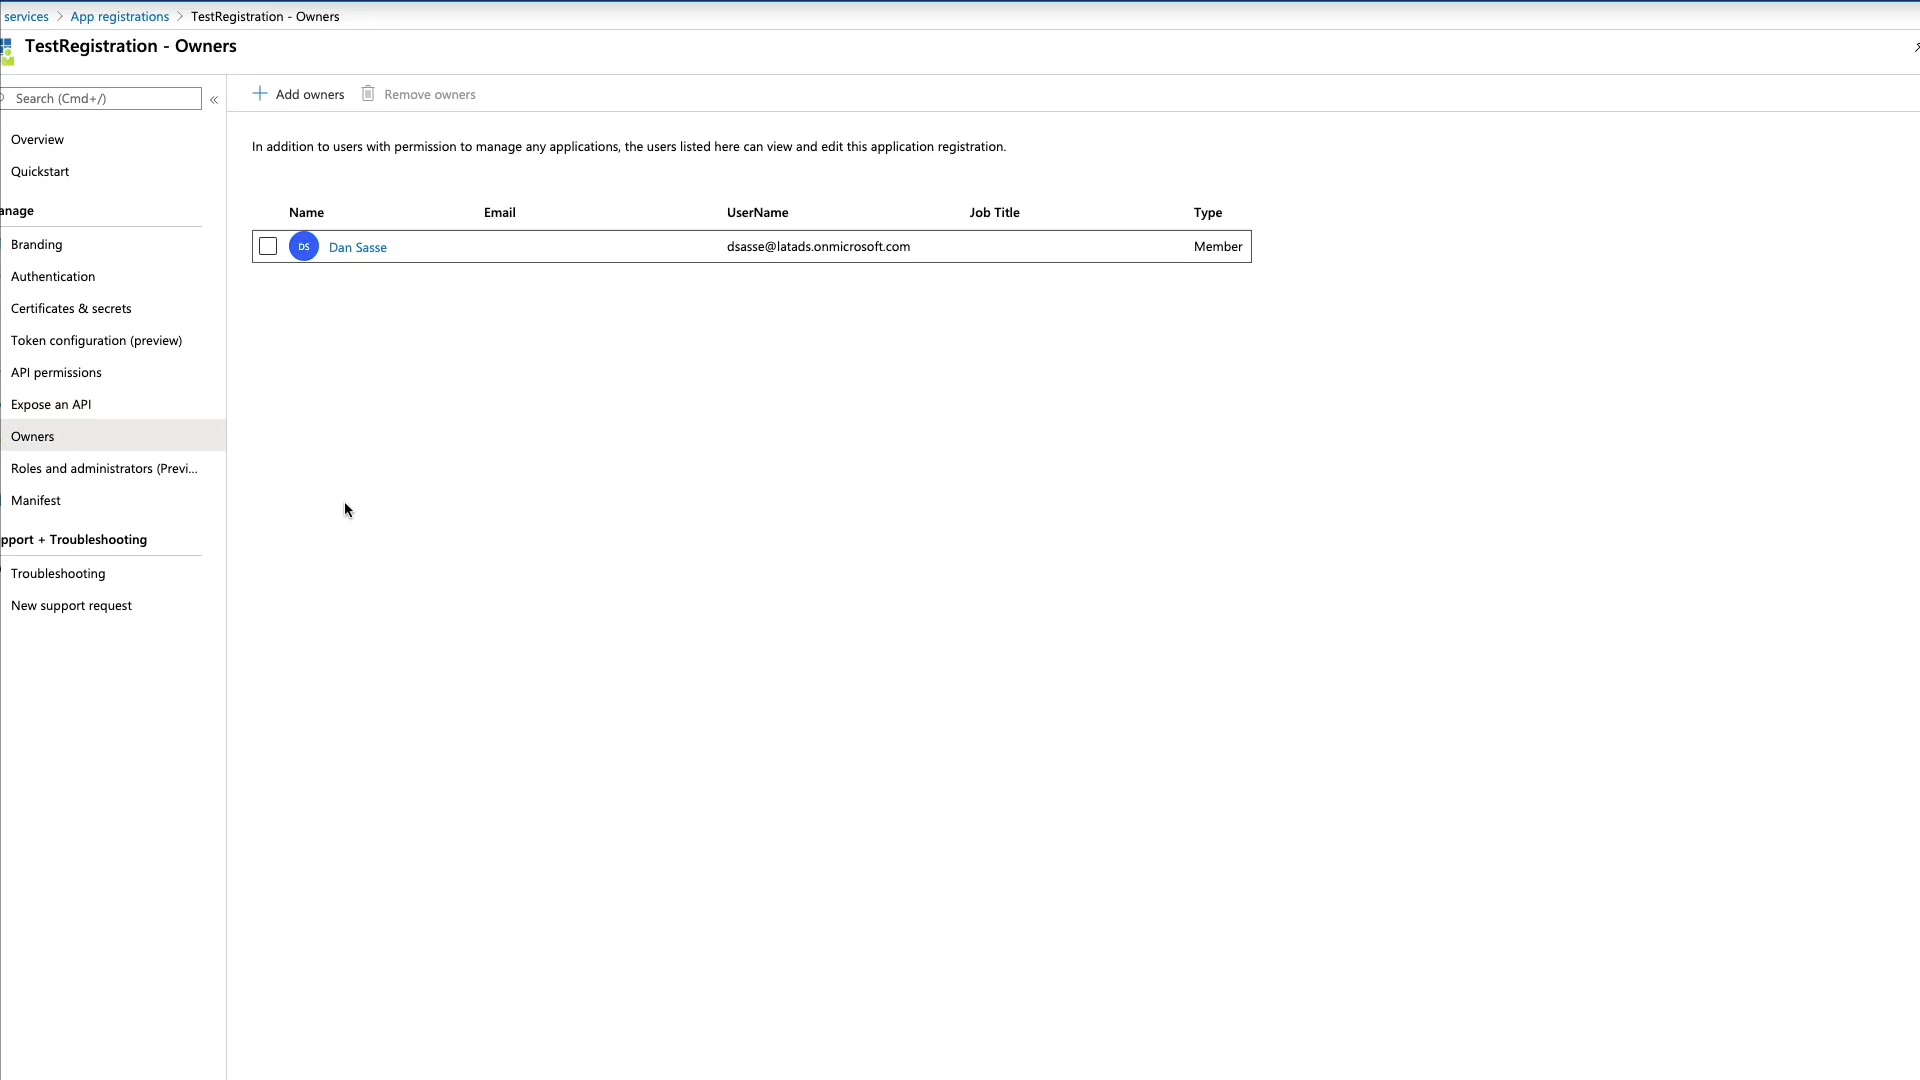 services > App registrations > TestRegistration - Owners
TestRegistration - Owners
Search (Cmd+/)
«
Add owners
Remove owners
Overview
Quickstart
anage
Branding
Authentication
Certificates & secrets
Token configuration (preview)
API permissions
Expose an API
Owners
Roles and administrators (Previ...
Manifest
pport + Troubleshooting
Troubleshooting
New support request
In addition to users with permission to manage any applications, the users listed here can view and edit this application registration.
Name Email UserName Job Title Type
DS Dan Sasse dsasse@latads.onmicrosoft.com Member